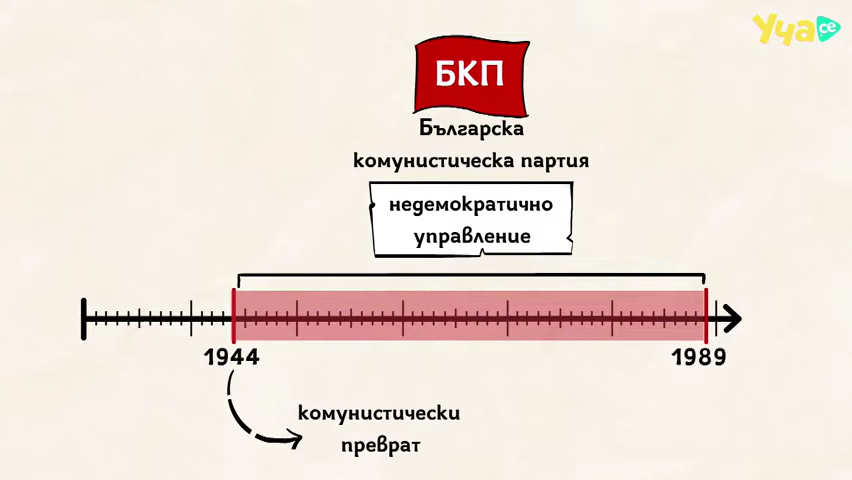 Уча се
БКП
Българска
комунистическа партия
недемократично
управление
1944
1989
комунистически
преврат